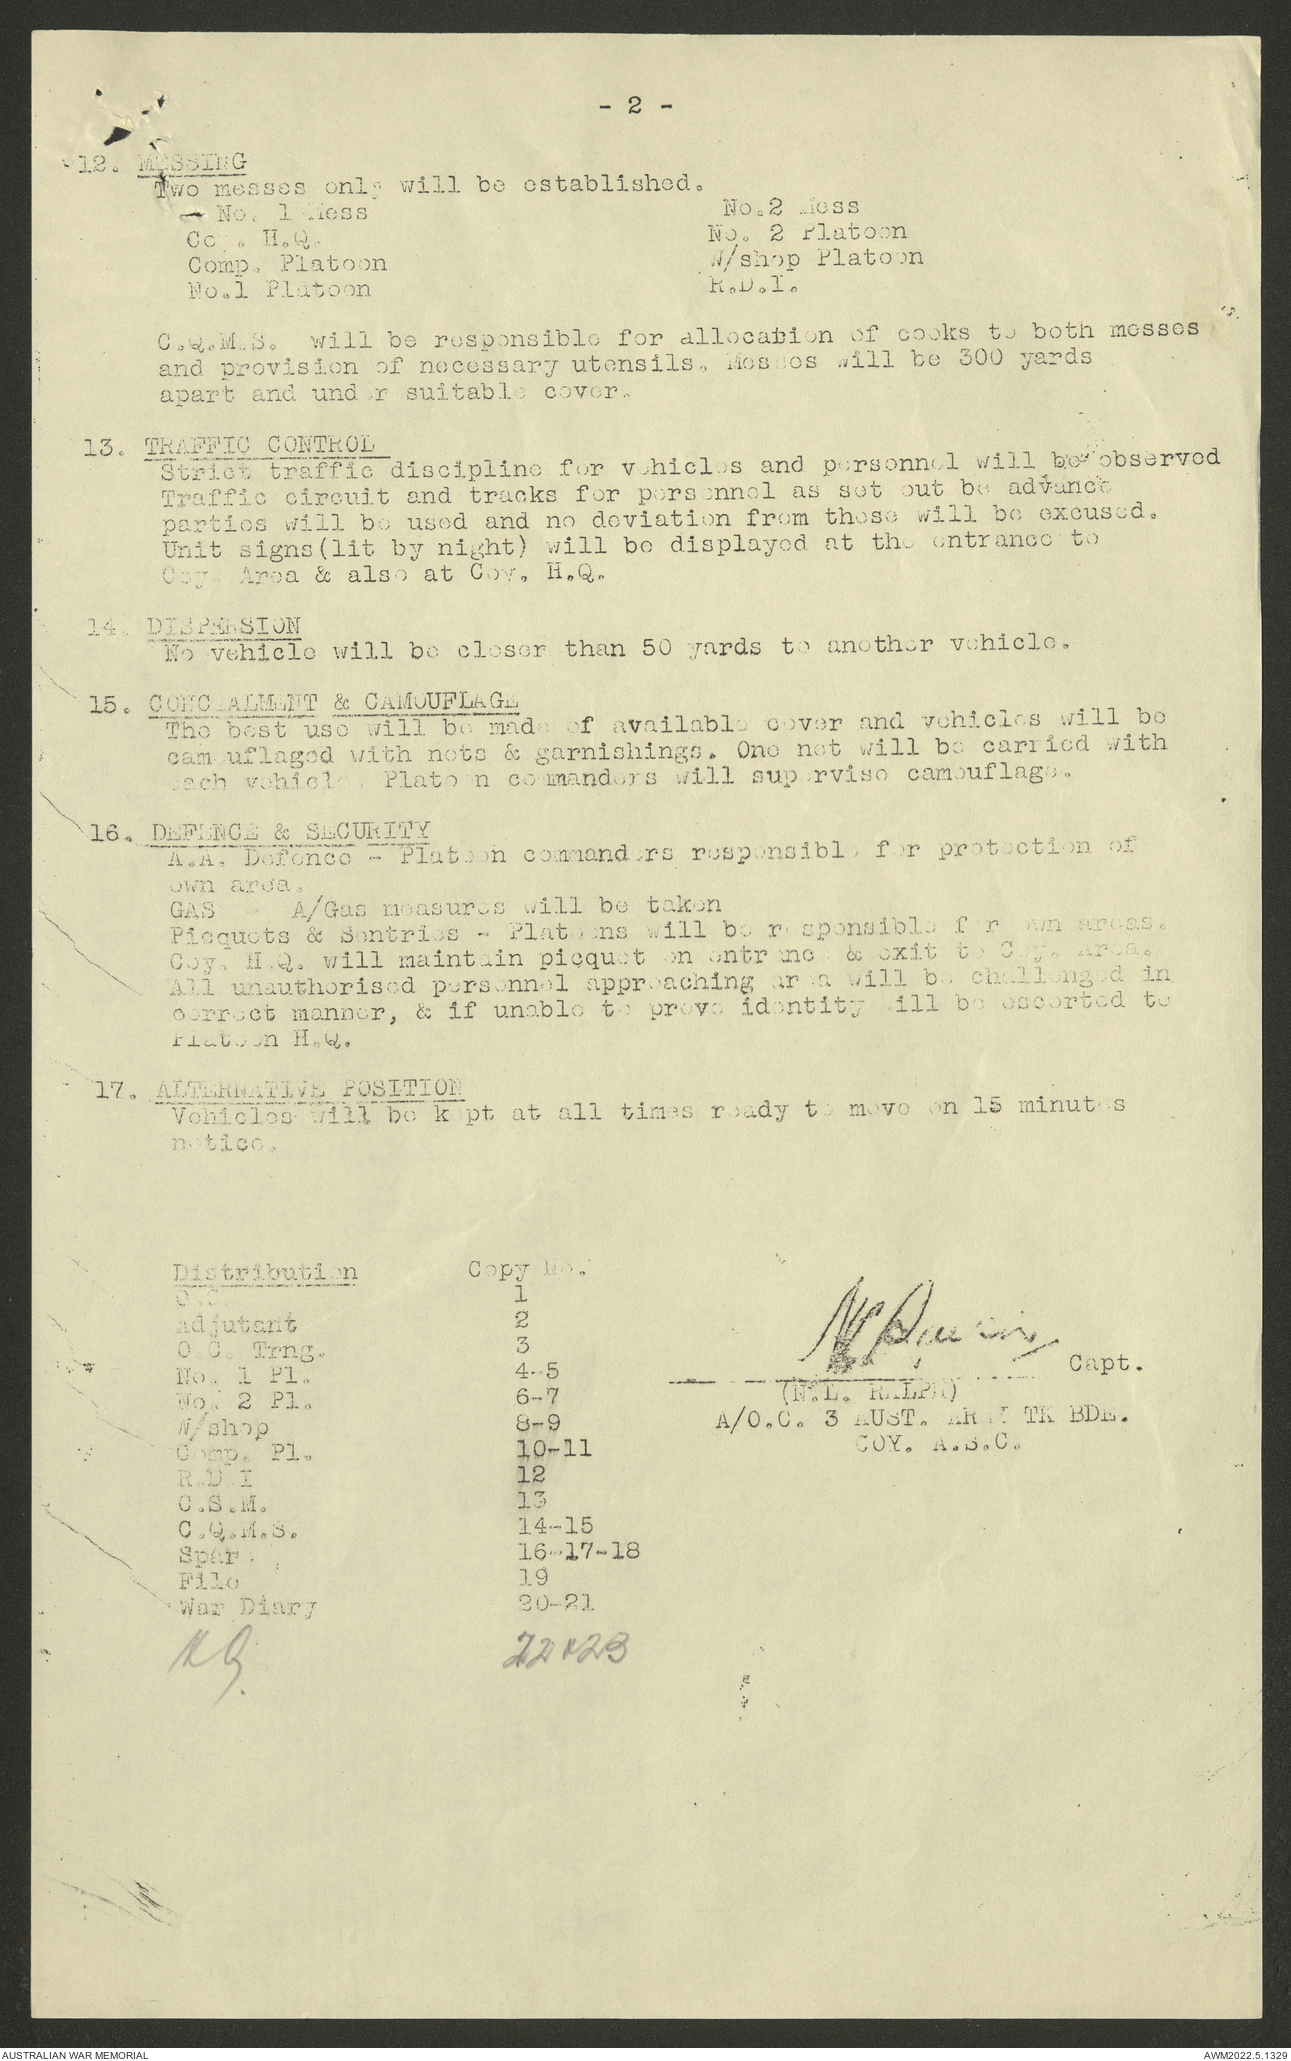 - 2 -
12. MESSING
Two messes only will be established.
- No. 1 Mess
No.2 Mess
Coy. H.Q.
No. 2 Platoon
Comp. Platoon
W/shop Platoon
No.1 Platoon
R.D.I.
C.Q.M.S. will be responsible for allocation of cooks to both messes
and provision of necessary utensils. Messes will be 300 yards
apart and under suitable cover.
13. TRAFFIC CONTROL
Strict traffic discipline for vehicles and personnel will be observed
Traffic circuit and tracks for personnel as set out be advance
parties will be used and no deviation from these will be excused.
Unit signs(lit by night) will be displayed at the entrance to
Coy. Area & also at Coy. H.Q.
14. DISPERSION
No vehicle will be closer than 50 yards to another vehicle.
15. CONCEALMENT & CAMOUFLAGE
The best use will be made of available cover and vehicles will be
camouflaged with nets & garnishings. One net will be carried with
each vehicle. Platoon commanders will supervise camouflage.
16. DEFENCE & SECURITY
A.A. Defence - Platoon commanders responsible for protection of
own area.
GAS - A/Gas measures will be taken
Picquets & Sentries - Platoons will be responsible for own areas.
Coy. H.Q. will maintain picquet on entrance & exit to Coy. Area.
All unauthorised personnel approaching area will be challenged in
correct manner, & if unable to prove identity will be escorted to
Platoon H.Q.
17. ALTERNATIVE POSITION
Vehicles will be kept at all times ready to move on 15 minutes
notice.
Distribution Copy No.
O.C. 1
Adjutant 2
O.C. Trng. 3
No. 1 Pl. 4-5
No. 2 Pl. 6-7
W/shop 8-9
Comp. Pl. 10-11
R.D.I 12
C.S.M. 13
C.Q.M.S. 14-15
Spare 16-17-18
File 19
War Diary 20-21
22 & 23
Capt.
(N.L. RALPH)
A/O.C. 3 AUST. ARMY TK BDE.
COY. A.S.C.
AUSTRALIAN WAR MEMORIAL
AWM2022.5.1329